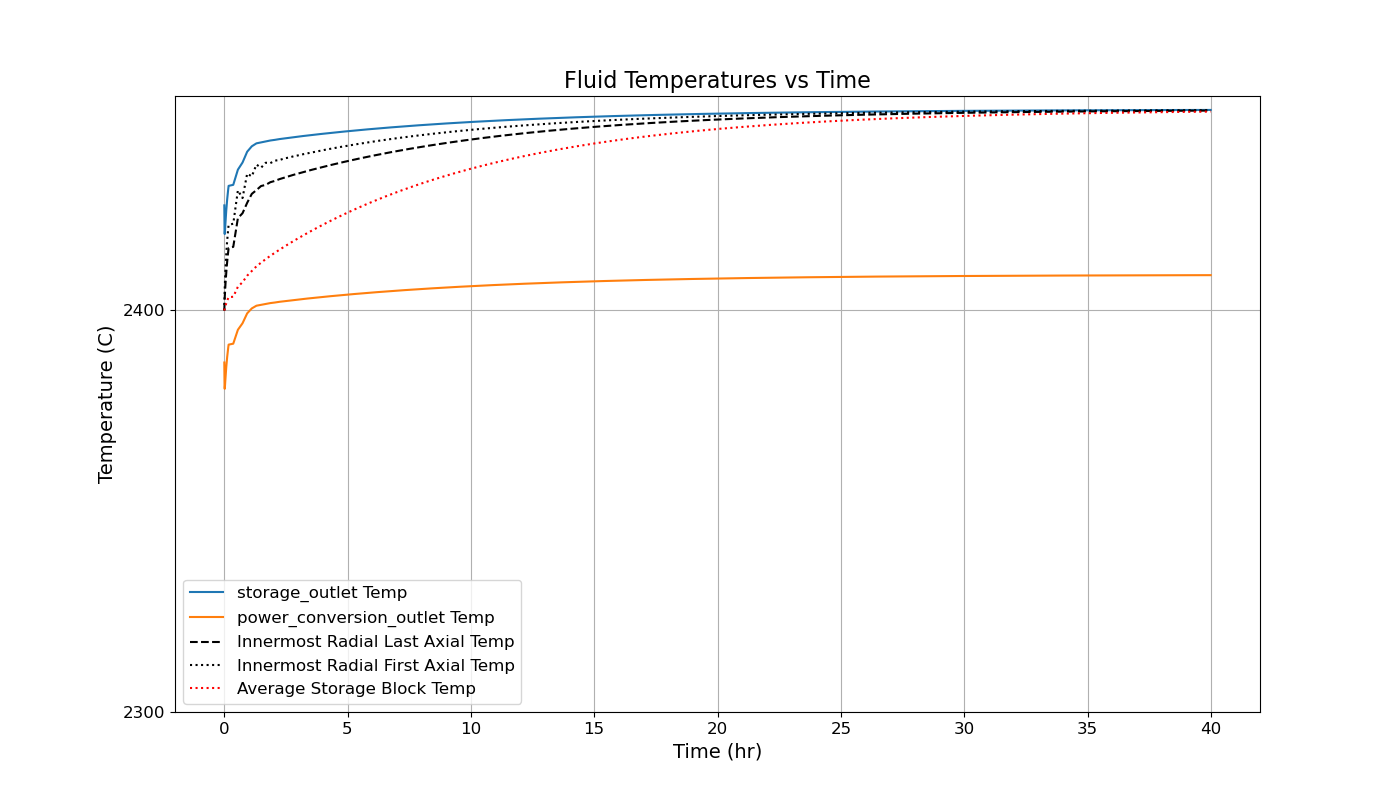 Fluid Temperatures vs Time
Temperature (C)
2400
2300
storage_outlet Temp
power_conversion_outlet Temp
Innermost Radial Last Axial Temp
Innermost Radial First Axial Temp
Average Storage Block Temp
0 5 10 15 20 25 30 35 40
Time (hr)